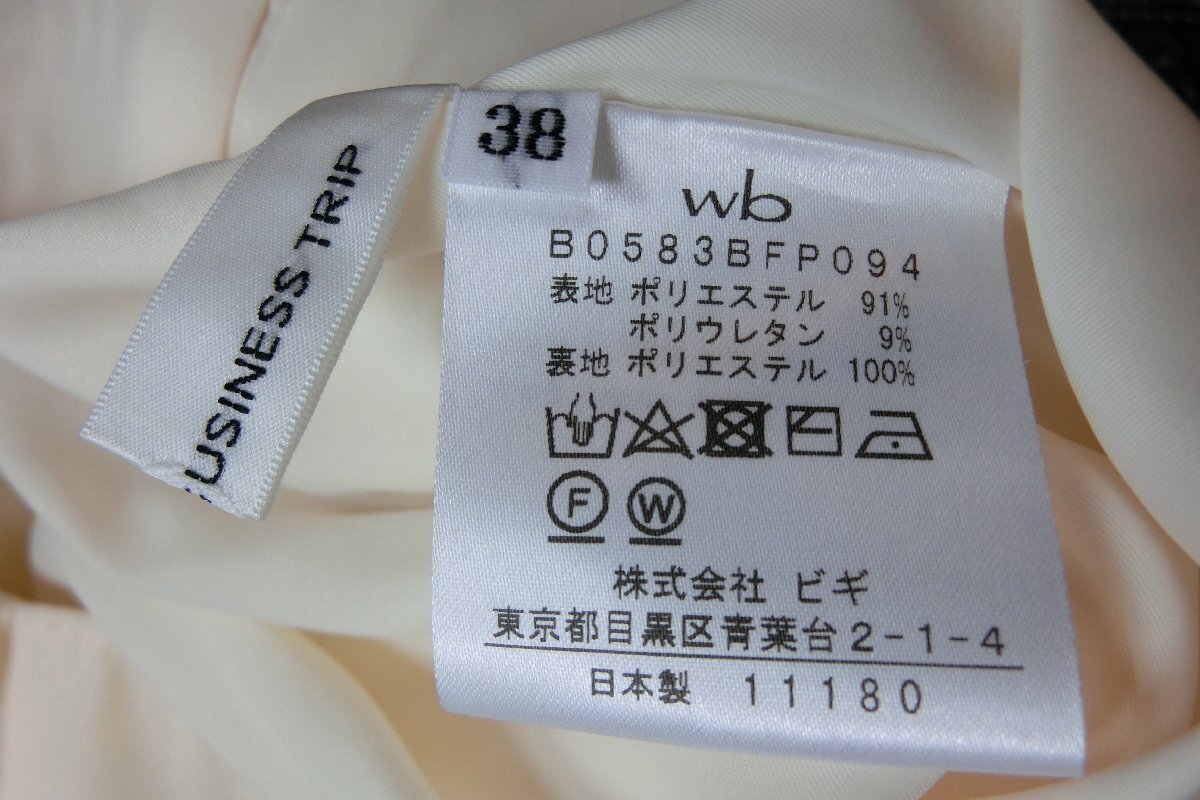 USINESS TRIP
38
wb
B0583BFP094
表地 ポリエステル 91%
ポリウレタン 9%
裏地 ポリエステル 100%
F W
株式会社 ビギ
東京都目黒区青葉台2-1-4
日本製 11180